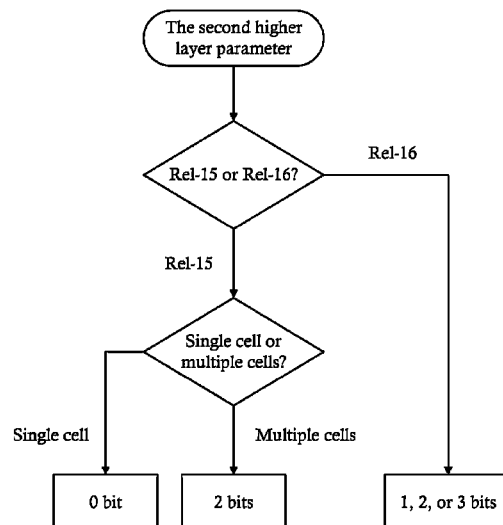 The second higher
layer parameter
Rel-16
Rel-15 or Rel-16?
Rel-15
Single cell or
multiple cells?
Single cell
Multiple cells
0 bit
2 bits
1, 2, or 3 bits